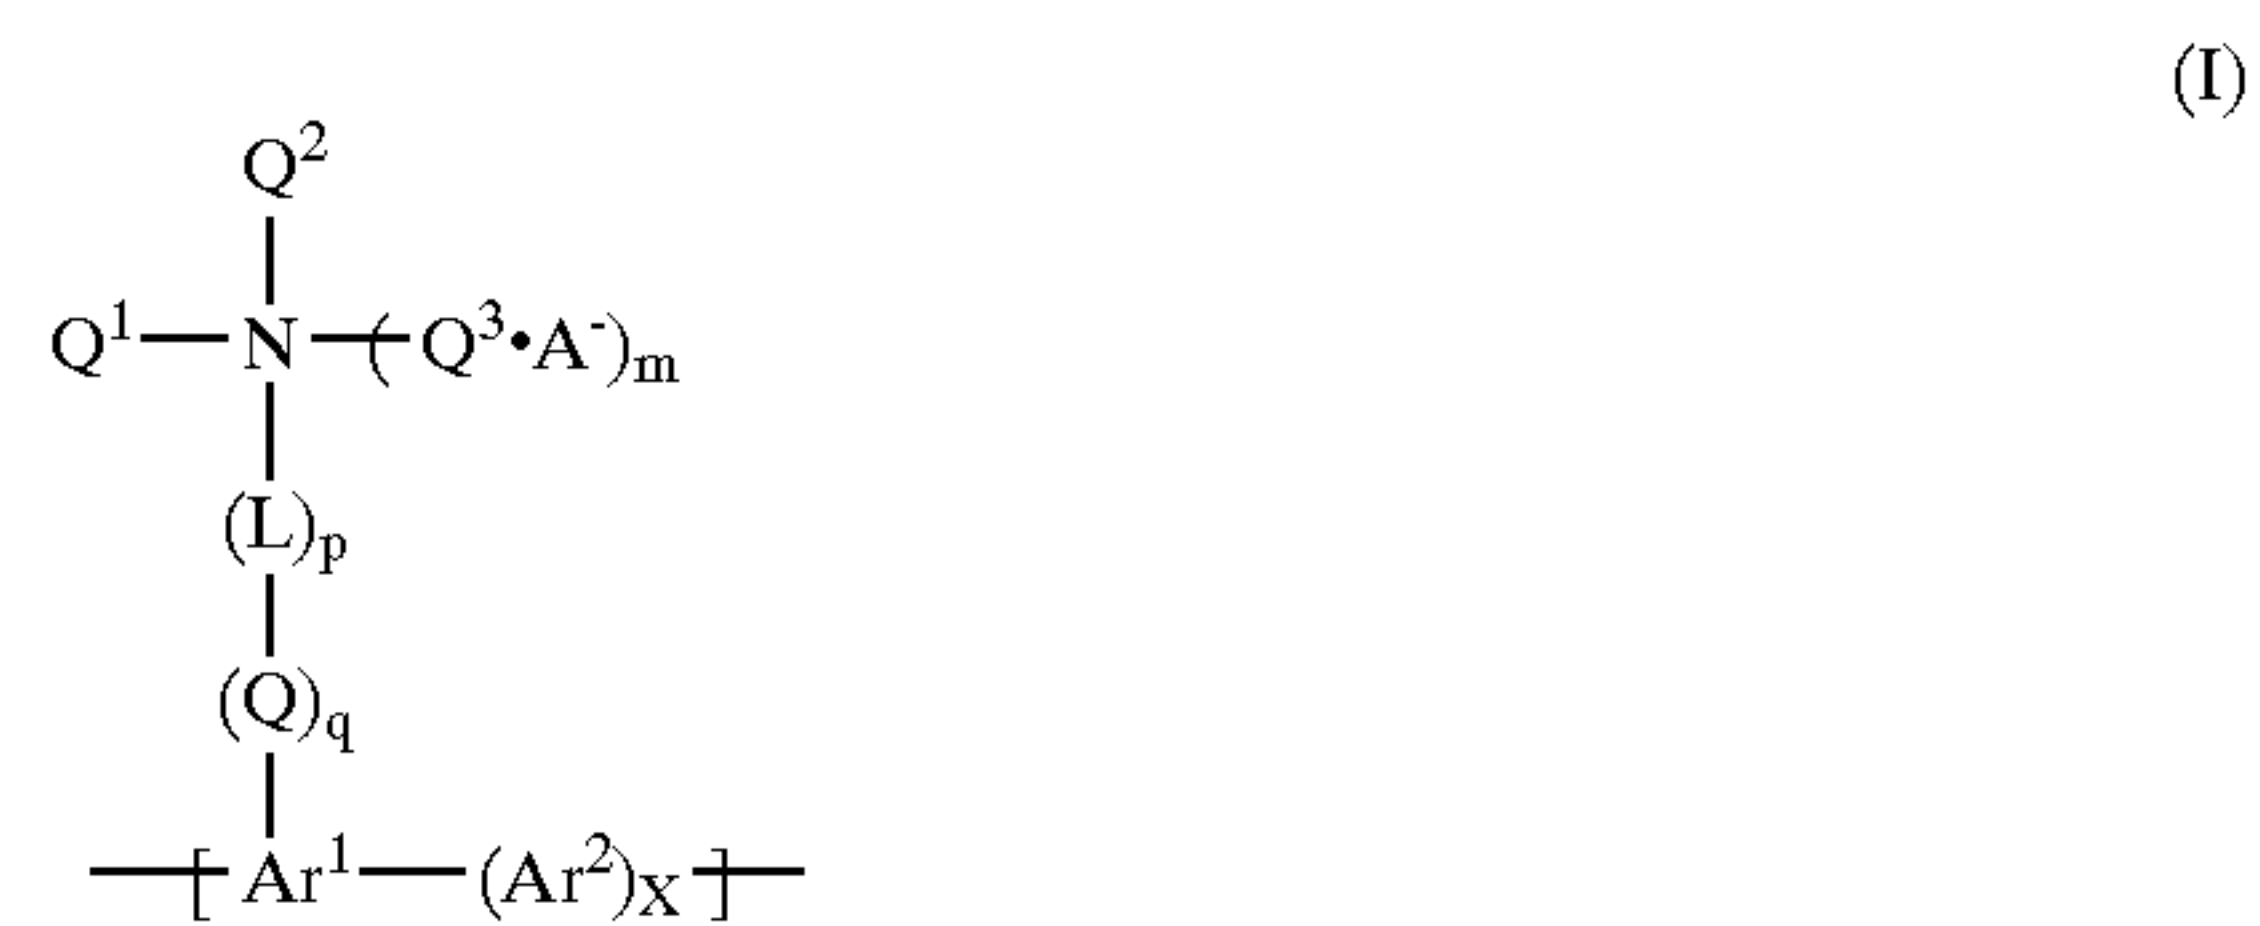 (I)
Q²
Q¹—N—(Q³•A⁻)ₘ
(L)ₚ
(Q)q
—[Ar¹—(Ar²)X]—